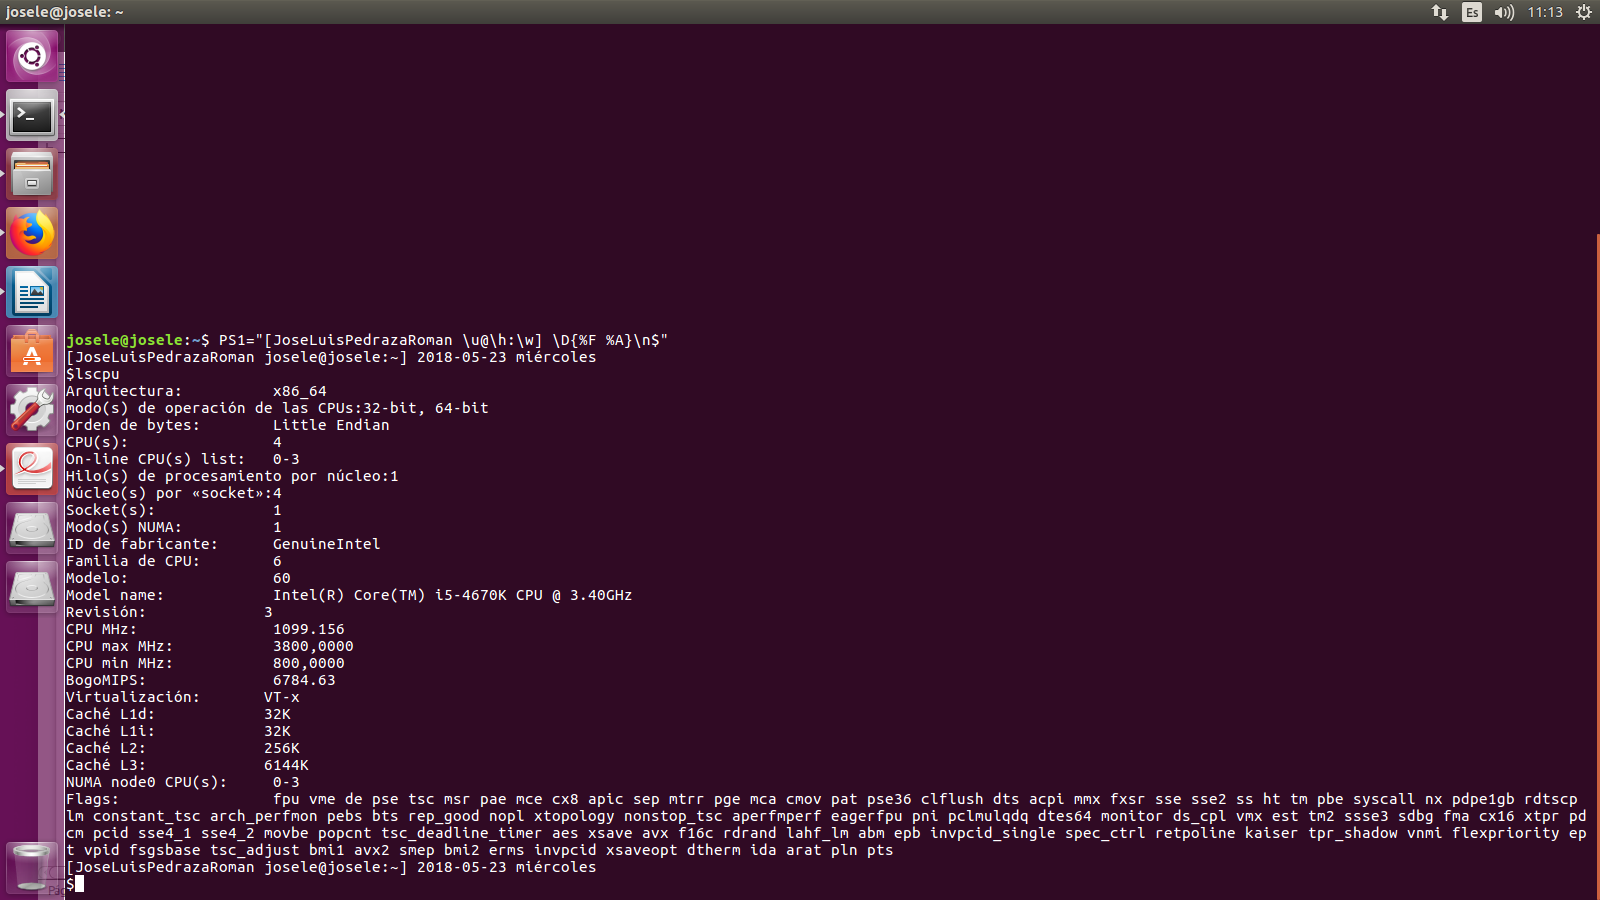 josele@josele: ~
Es
11:13
josele@josele:~$ PS1="[JoseLuisPedrazaRoman \u@\h:\w] \D{%F %A}\n$"
[JoseLuisPedrazaRoman josele@josele:~] 2018-05-23 miércoles
$lscpu
Arquitectura:          x86_64
modo(s) de operación de las CPUs:32-bit, 64-bit
Orden de bytes:        Little Endian
CPU(s):                4
On-line CPU(s) list:   0-3
Hilo(s) de procesamiento por núcleo:1
Núcleo(s) por «socket»:4
Socket(s):             1
Modo(s) NUMA:          1
ID de fabricante:      GenuineIntel
Familia de CPU:        6
Modelo:                60
Model name:            Intel(R) Core(TM) i5-4670K CPU @ 3.40GHz
Revisión:             3
CPU MHz:               1099.156
CPU max MHz:           3800,0000
CPU min MHz:           800,0000
BogoMIPS:              6784.63
Virtualización:       VT-x
Caché L1d:            32K
Caché L1i:            32K
Caché L2:             256K
Caché L3:             6144K
NUMA node0 CPU(s):     0-3
Flags:                 fpu vme de pse tsc msr pae mce cx8 apic sep mtrr pge mca cmov pat pse36 clflush dts acpi mmx fxsr sse sse2 ss ht tm pbe syscall nx pdpe1gb rdtscp
lm constant_tsc arch_perfmon pebs bts rep_good nopl xtopology nonstop_tsc aperfmperf eagerfpu pni pclmulqdq dtes64 monitor ds_cpl vmx est tm2 ssse3 sdbg fma cx16 xtpr pd
cm pcid sse4_1 sse4_2 movbe popcnt tsc_deadline_timer aes xsave avx f16c rdrand lahf_lm abm epb invpcid_single spec_ctrl retpoline kaiser tpr_shadow vnmi flexpriority ep
t vpid fsgsbase tsc_adjust bmi1 avx2 smep bmi2 erms invpcid xsaveopt dtherm ida arat pln pts
[JoseLuisPedrazaRoman josele@josele:~] 2018-05-23 miércoles
$